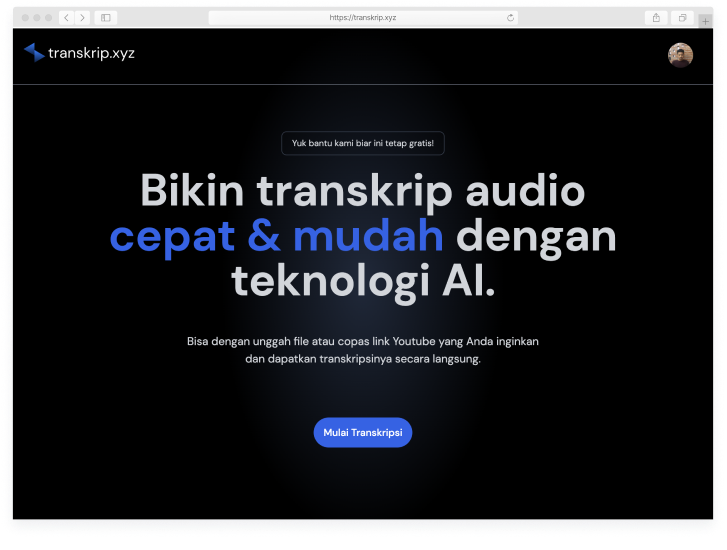 https://transkrip.xyz
transkrip.xyz
Yuk bantu kami biar ini tetap gratis!
Bikin transkrip audio
cepat & mudah dengan
teknologi AI.
Bisa dengan unggah file atau copas link Youtube yang Anda inginkan
dan dapatkan transkripsinya secara langsung.
Mulai Transkripsi